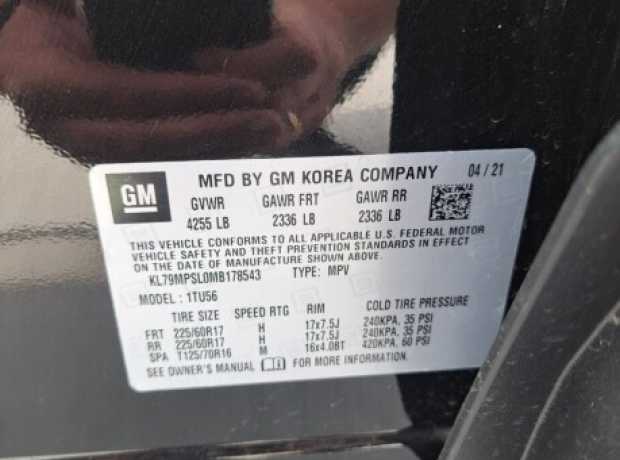 GM MFD BY GM KOREA COMPANY 04 / 21
GVWR GAWR FRT GAWR RR
4255 LB 2336 LB 2336 LB
THIS VEHICLE CONFORMS TO ALL APPLICABLE U.S. FEDERAL MOTOR
VEHICLE SAFETY AND THEFT PREVENTION STANDARDS IN EFFECT
ON THE DATE OF MANUFACTURE SHOWN ABOVE.
KL79MPSL0MB178543 TYPE: MPV
MODEL : 1TU56
TIRE SIZE SPEED RTG RIM COLD TIRE PRESSURE
FRT 225/60R17 H 17x7.5J 240KPA, 35 PSI
RR 225/60R17 H 17x7.5J 240KPA, 35 PSI
SPA T125/70R16 M 16x4.0BT 420KPA, 60 PSI
SEE OWNER'S MANUAL FOR MORE INFORMATION.